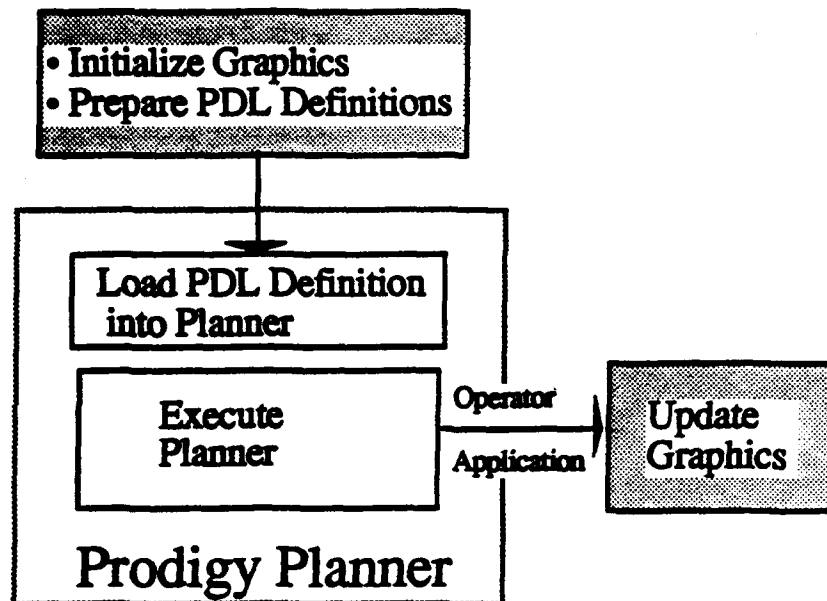 • Initialize Graphics
• Prepare PDL Definitions
Load PDL Definition
into Planner
Execute
Planner
Operator
Application
Update
Graphics
Prodigy Planner